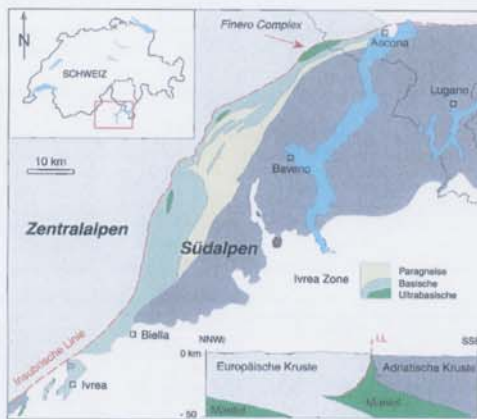 Finero Complex
N
Ascona
SCHWEIZ
Lugano
10 km
Baveno
Zentralalpen
Südalpen
Ivrea Zone
Paragneise
Basische
Ultrabasische
Insubrische Linie
Biella
Ivrea
NNW
I.L.
SSE
0 km
Europäische Kruste
Adriatische Kruste
Mantel
Mantel
- 50